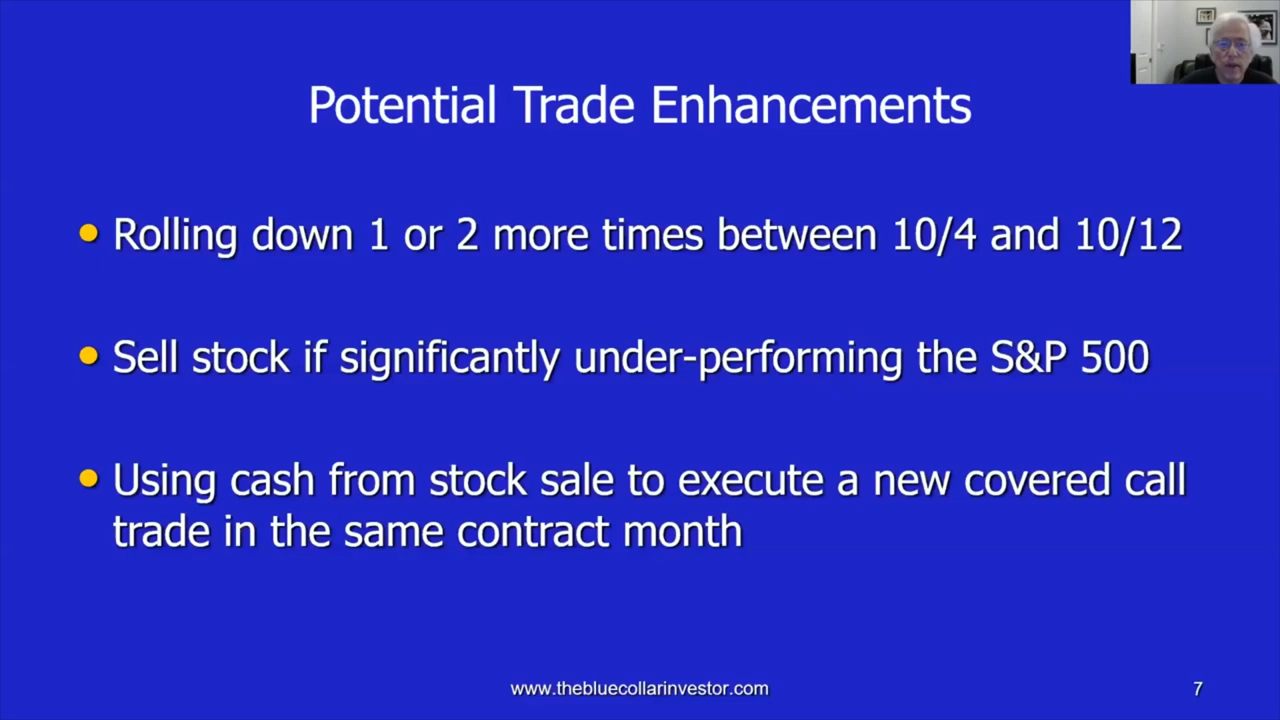 Potential Trade Enhancements
Rolling down 1 or 2 more times between 10/4 and 10/12
Sell stock if significantly under-performing the S&P 500
Using cash from stock sale to execute a new covered call
trade in the same contract month
www.thebluecollarinvestor.com
7